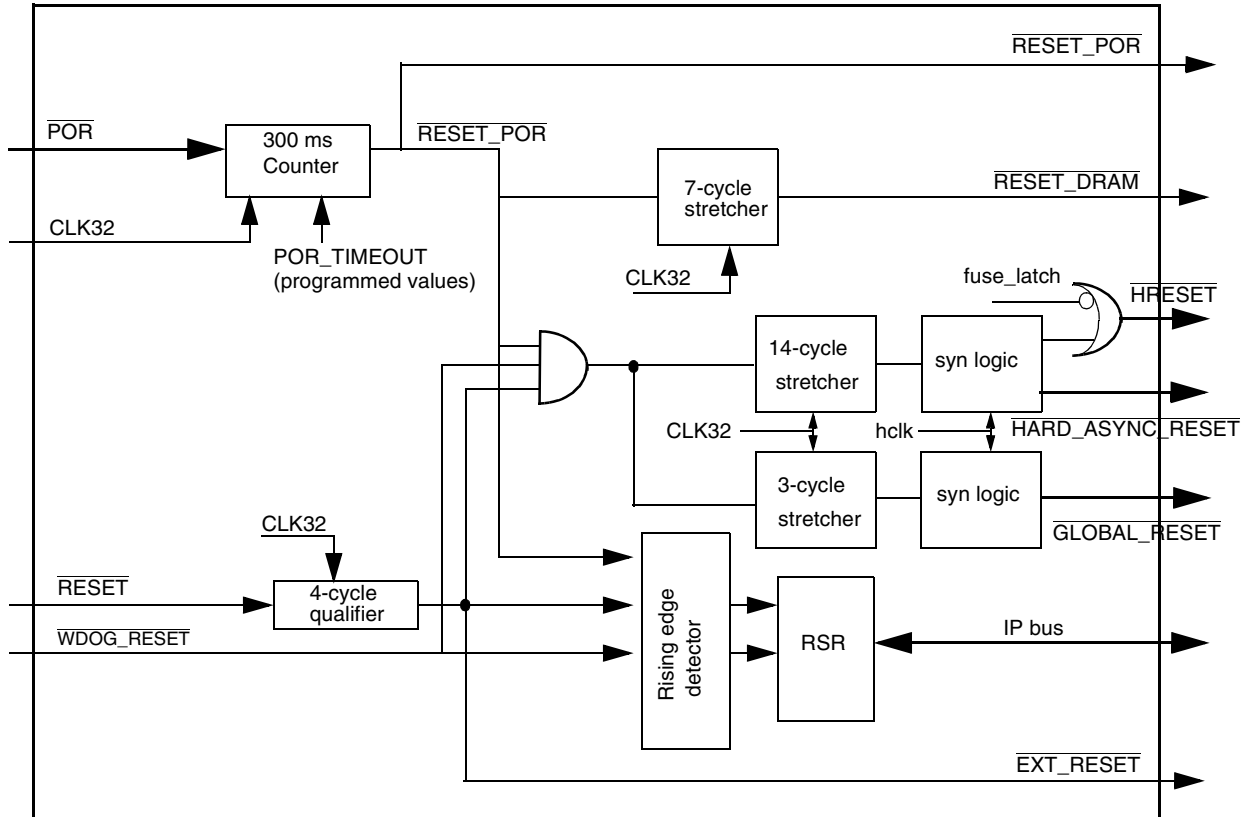 RESET_POR
POR
300 ms
Counter
RESET_POR
7-cycle
stretcher
RESET_DRAM
CLK32
POR_TIMEOUT
(programmed values)
CLK32
fuse_latch
HRESET
14-cycle
stretcher
syn logic
CLK32
hclk
HARD_ASYNC_RESET
3-cycle
stretcher
syn logic
GLOBAL_RESET
CLK32
RESET
4-cycle
qualifier
WDOG_RESET
Rising edge
detector
RSR
IP bus
EXT_RESET